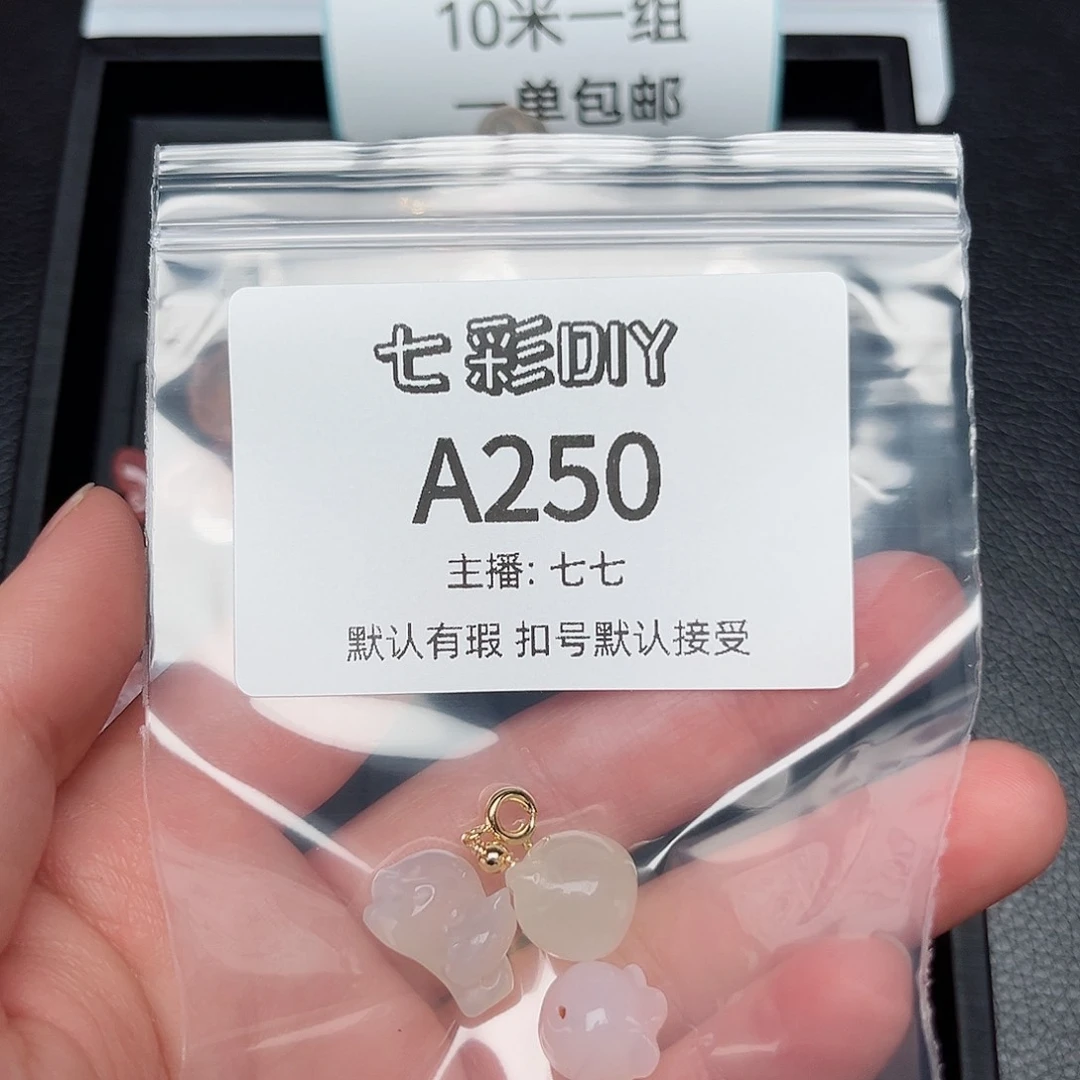 10米一组
一单包邮
七彩DIY
A250
主播: 七七
默认有瑕 扣号默认接受